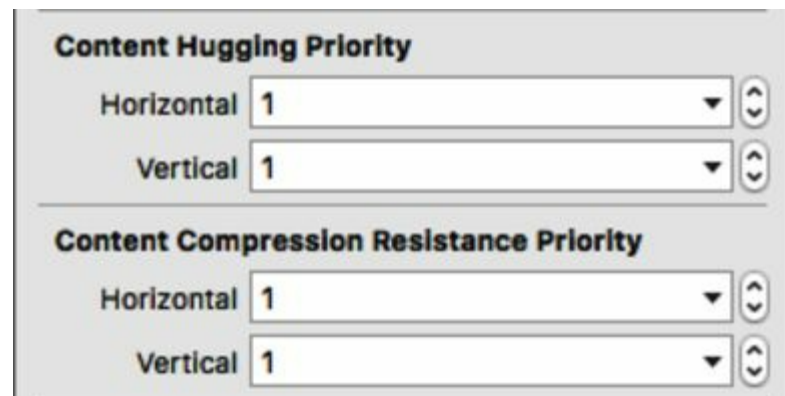 Content Hugging Priority
Horizontal 1
Vertical 1
Content Compression Resistance Priority
Horizontal 1
Vertical 1